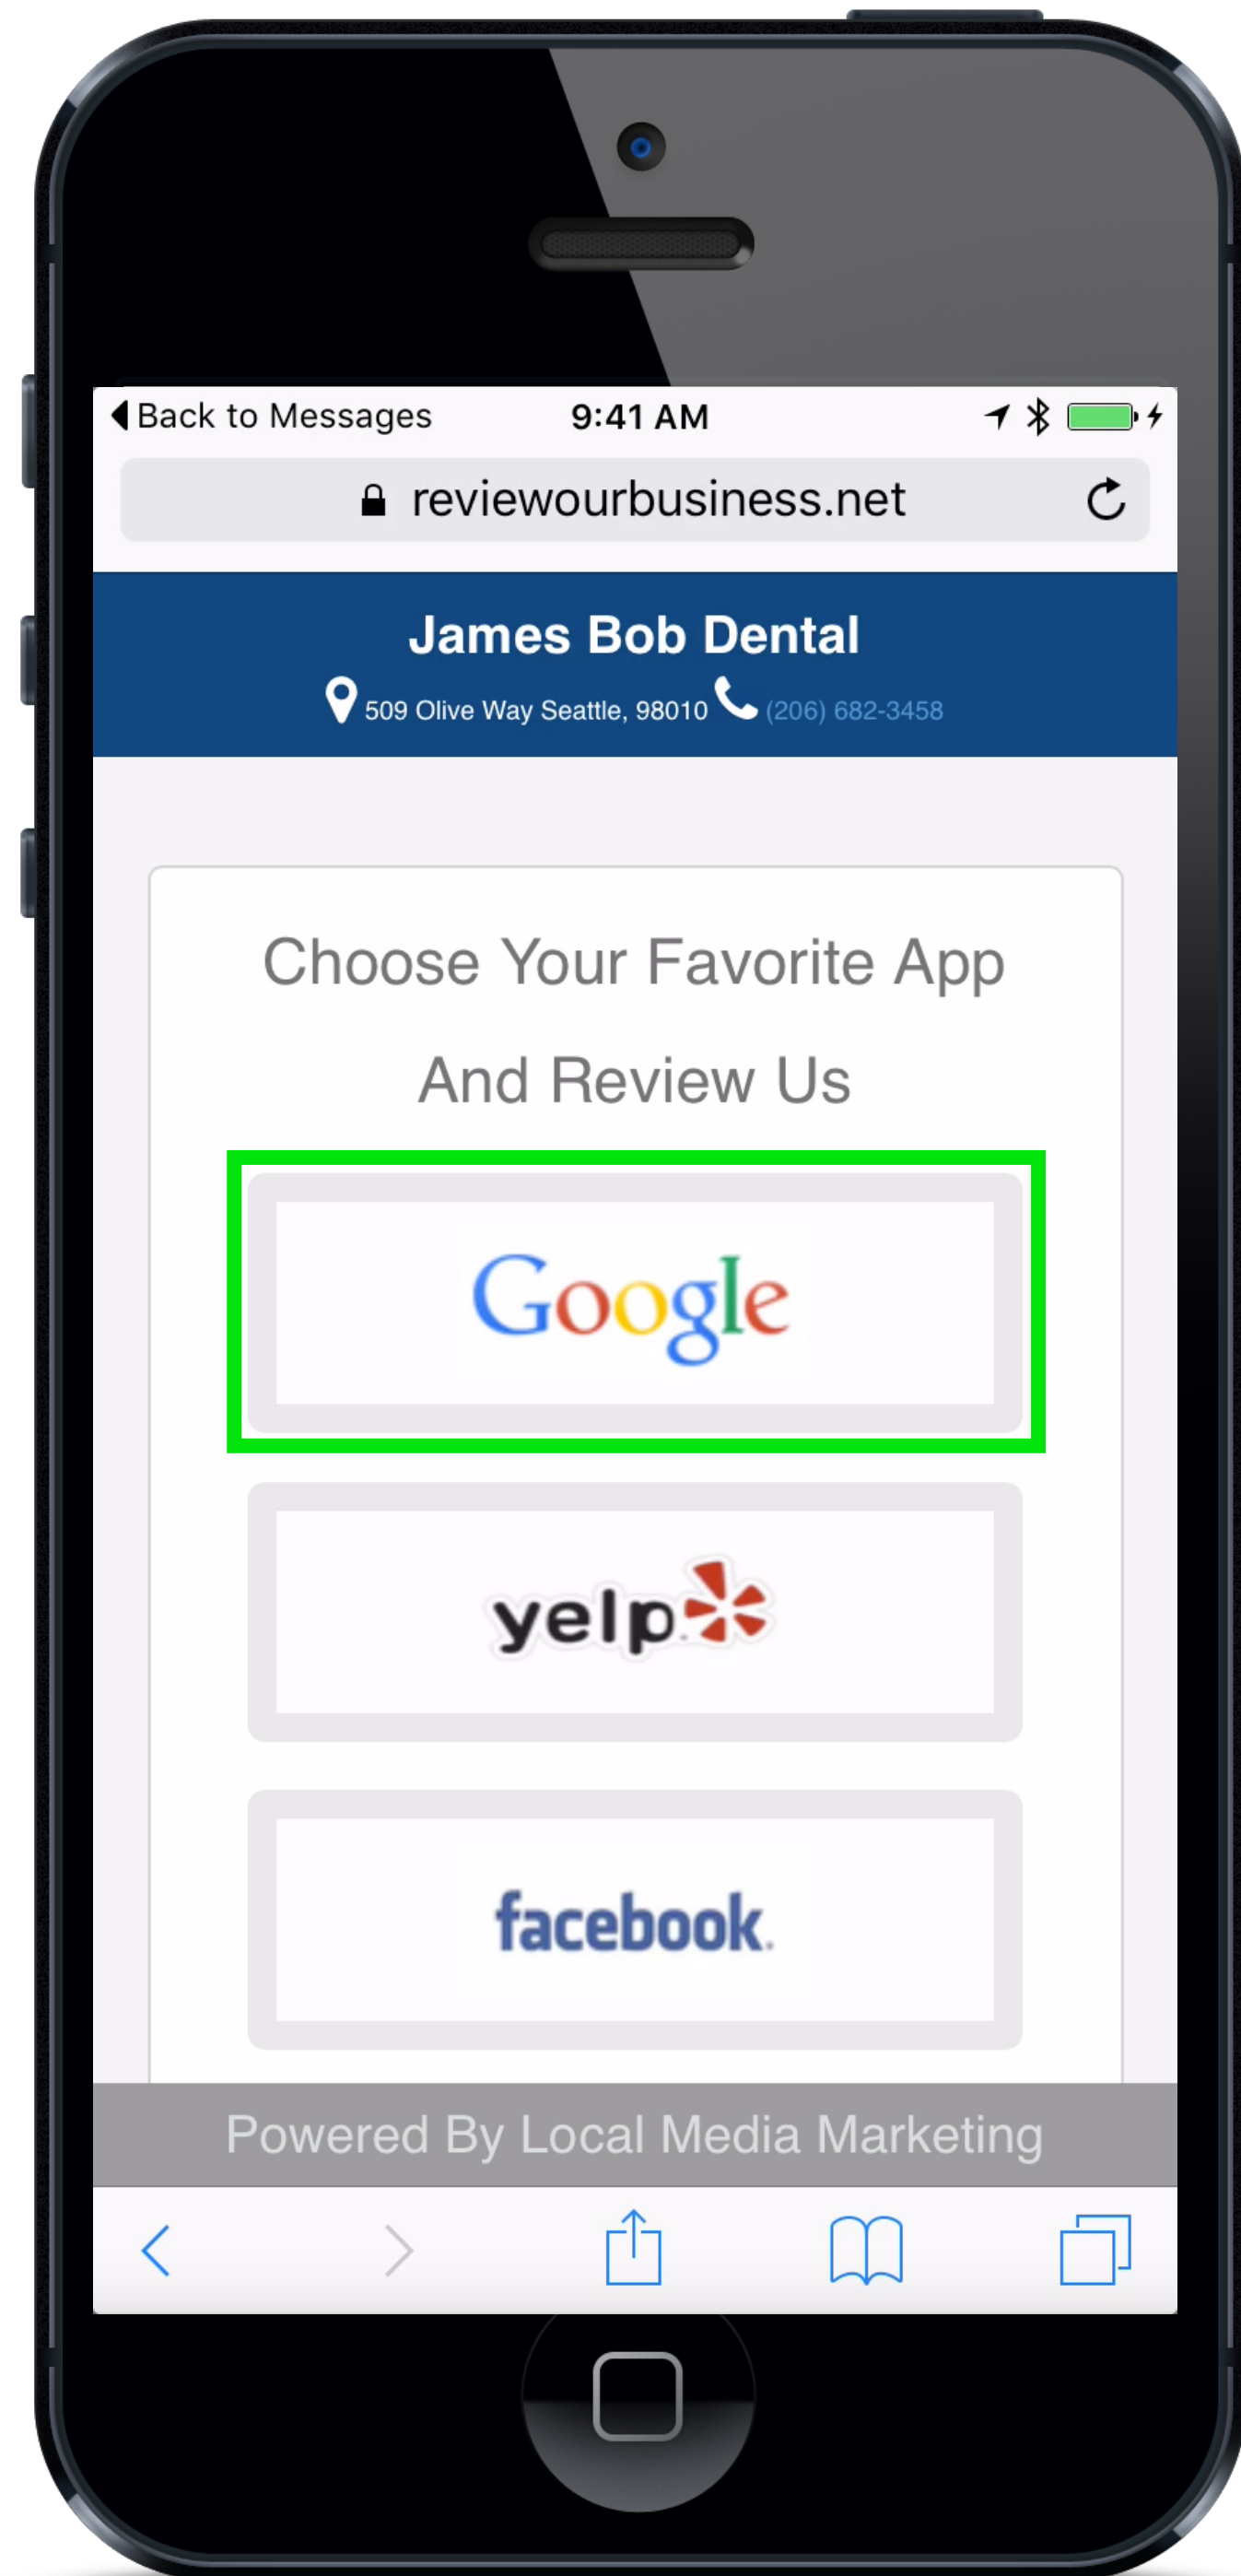 Back to Messages 9:41 AM
reviewourbusiness.net
James Bob Dental
509 Olive Way Seattle, 98010 (206) 682-3458
Choose Your Favorite App
And Review Us
Google
yelp
facebook.
Powered By Local Media Marketing